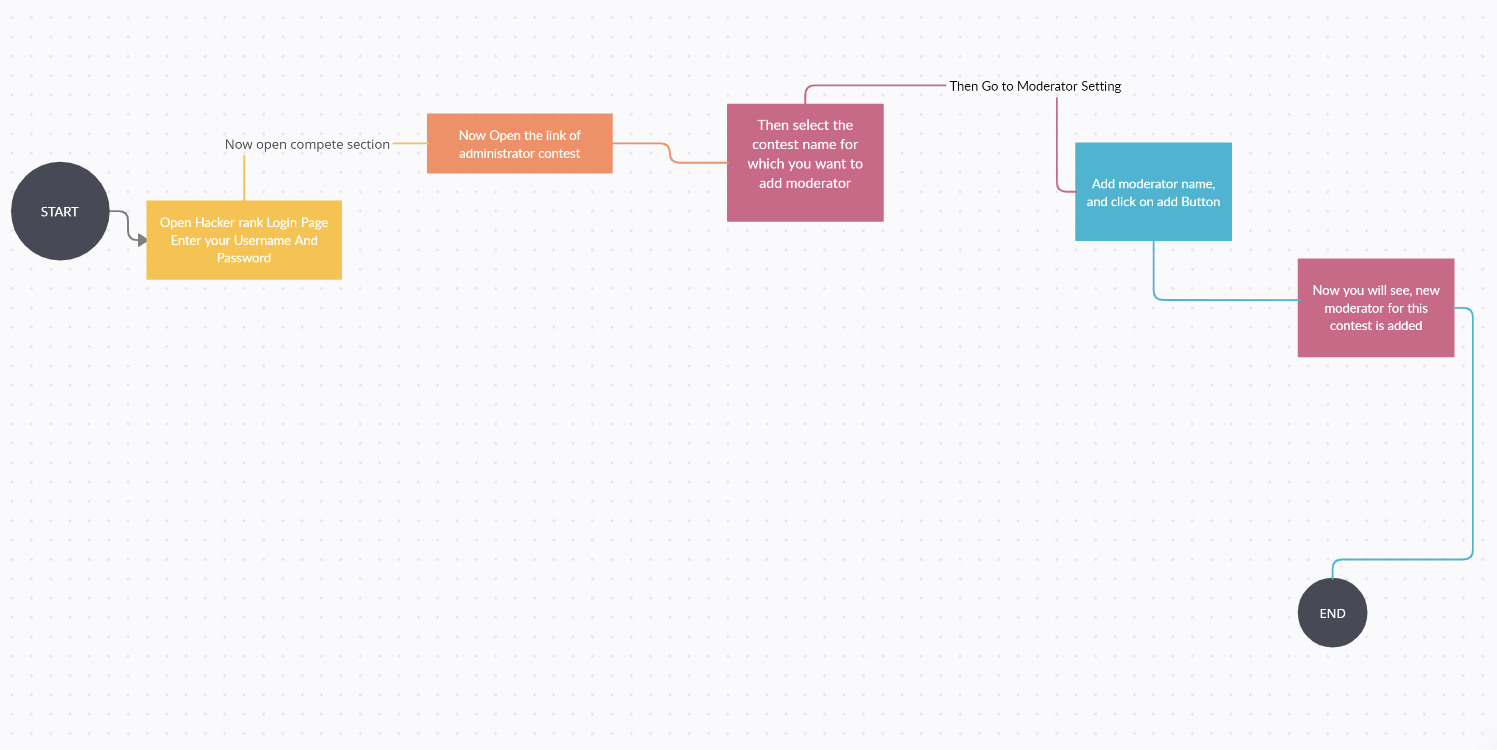 START
Open Hacker rank Login Page
Enter your Username And
Password
Now open compete section
Now Open the link of
administrator contest
Then select the
contest name for
which you want to
add moderator
Then Go to Moderator Setting
Add moderator name,
and click on add Button
Now you will see, new
moderator for this
contest is added
END